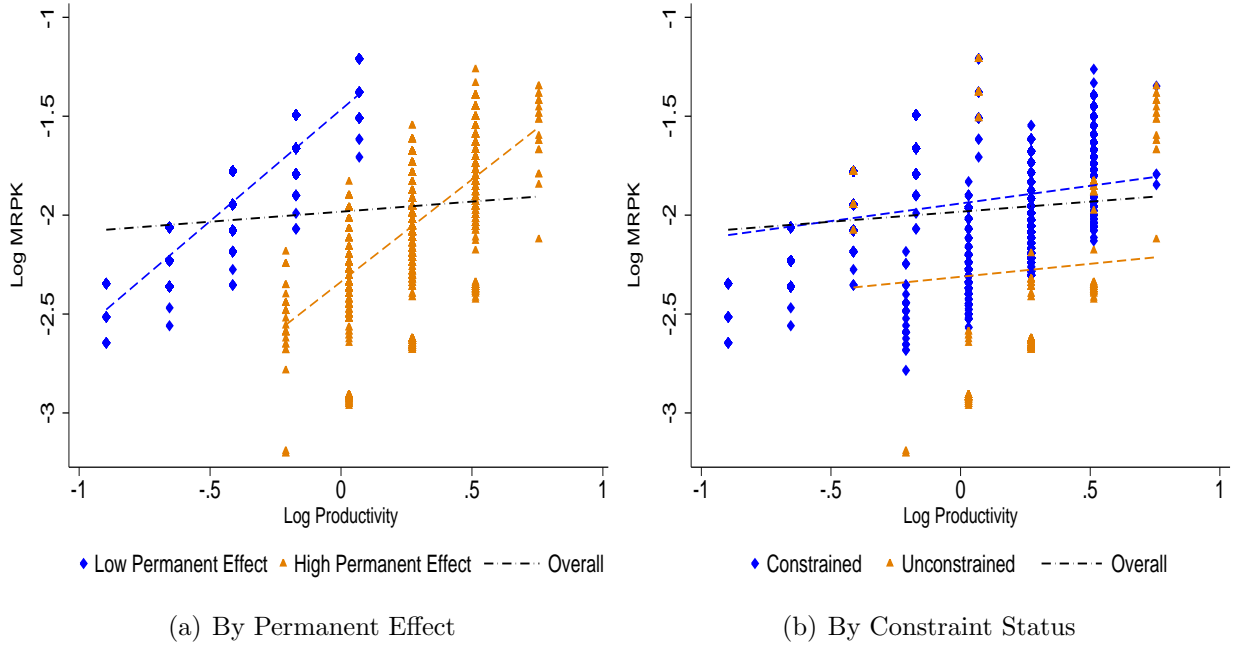 Log MRPK
-1
-1.5
-2
-2.5
-3
-1 -.5 0 .5 1
Log Productivity
Low Permanent Effect High Permanent Effect Overall
(a) By Permanent Effect
Log MRPK
-1
-1.5
-2
-2.5
-3
-1 -.5 0 .5 1
Log Productivity
Constrained Unconstrained Overall
(b) By Constraint Status